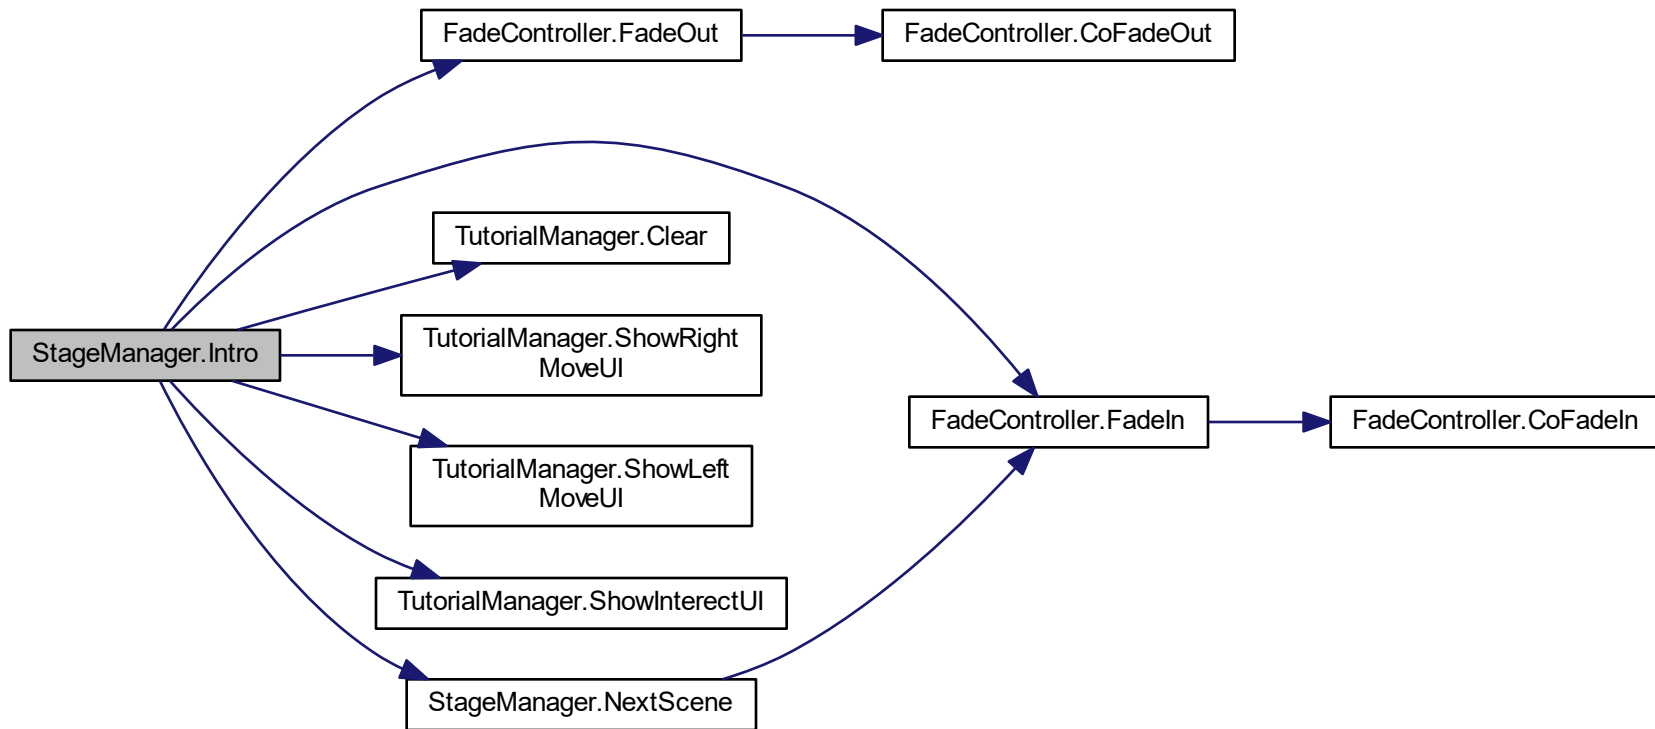 FadeController.FadeOut
FadeController.CoFadeOut
TutorialManager.Clear
StageManager.Intro
TutorialManager.ShowRight
MoveUI
FadeController.FadeIn
FadeController.CoFadeIn
TutorialManager.ShowLeft
MoveUI
TutorialManager.ShowInterectUI
StageManager.NextScene